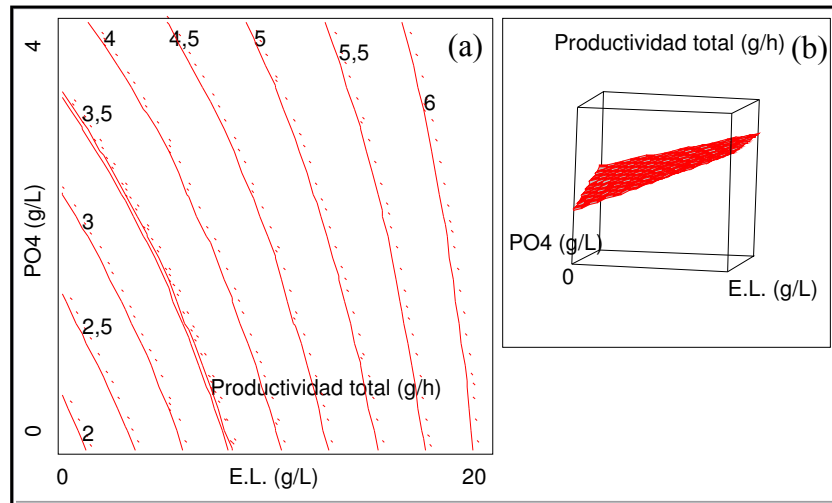 (a)
4
4
4,5
5
5,5
6
3,5
3
2,5
2
PO4 (g/L)
0
Productividad total (g/h)
0
E.L. (g/L)
20
Productividad total (g/h)
(b)
PO4 (g/L)
0
E.L. (g/L)